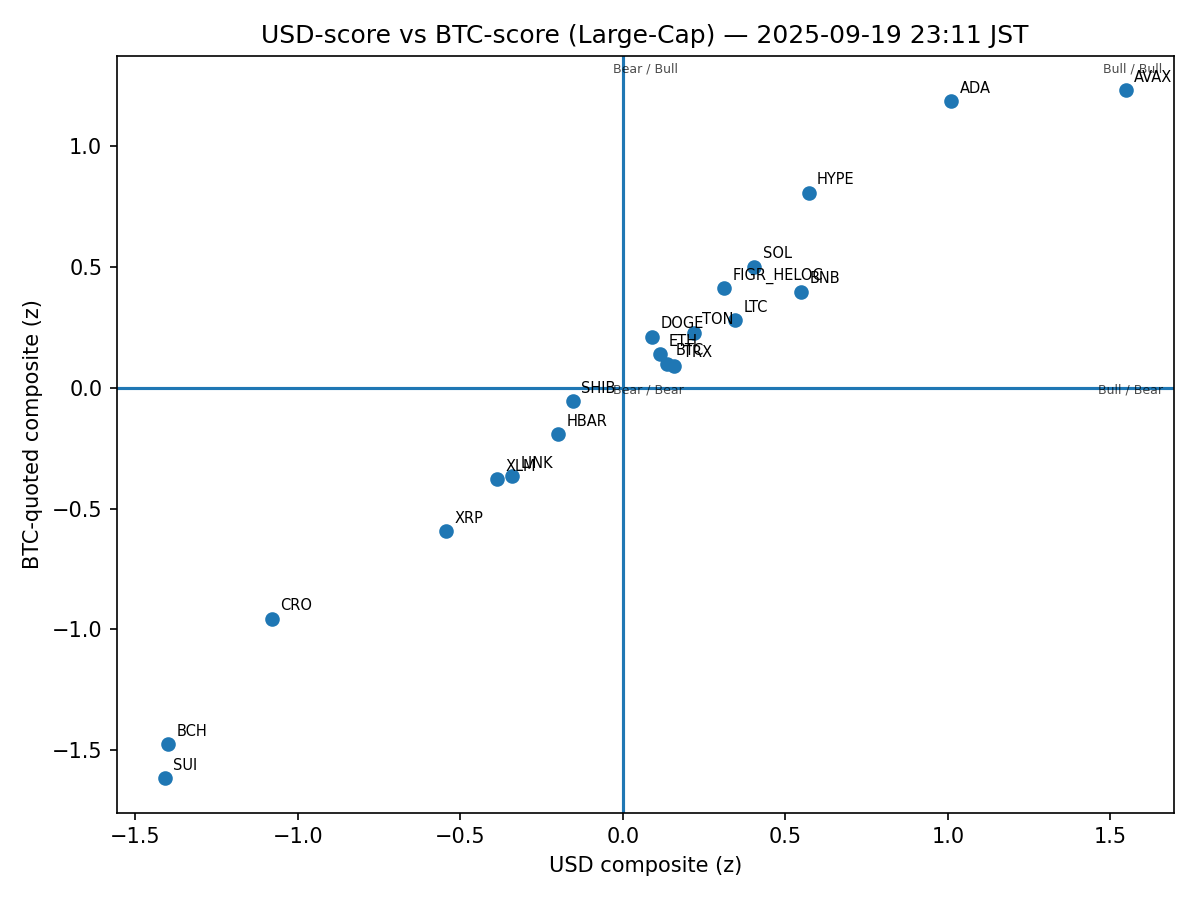 USD-score vs BTC-score (Large-Cap) — 2025-09-19 23:11 JST
Bear / Bull
Bull / Bull
AVAX
ADA
1.0
HYPE
SOL
0.5
FIGR_HELOC
BNB
LTC
TON
DOGE
ETH
BTC
TRX
0.0
SHIB
Bear / Bear
Bull / Bear
HBAR
XLM
LINK
−0.5
XRP
CRO
−1.0
BCH
−1.5
SUI
−1.5
−1.0
−0.5
0.0
0.5
1.0
1.5
USD composite (z)
BTC-quoted composite (z)